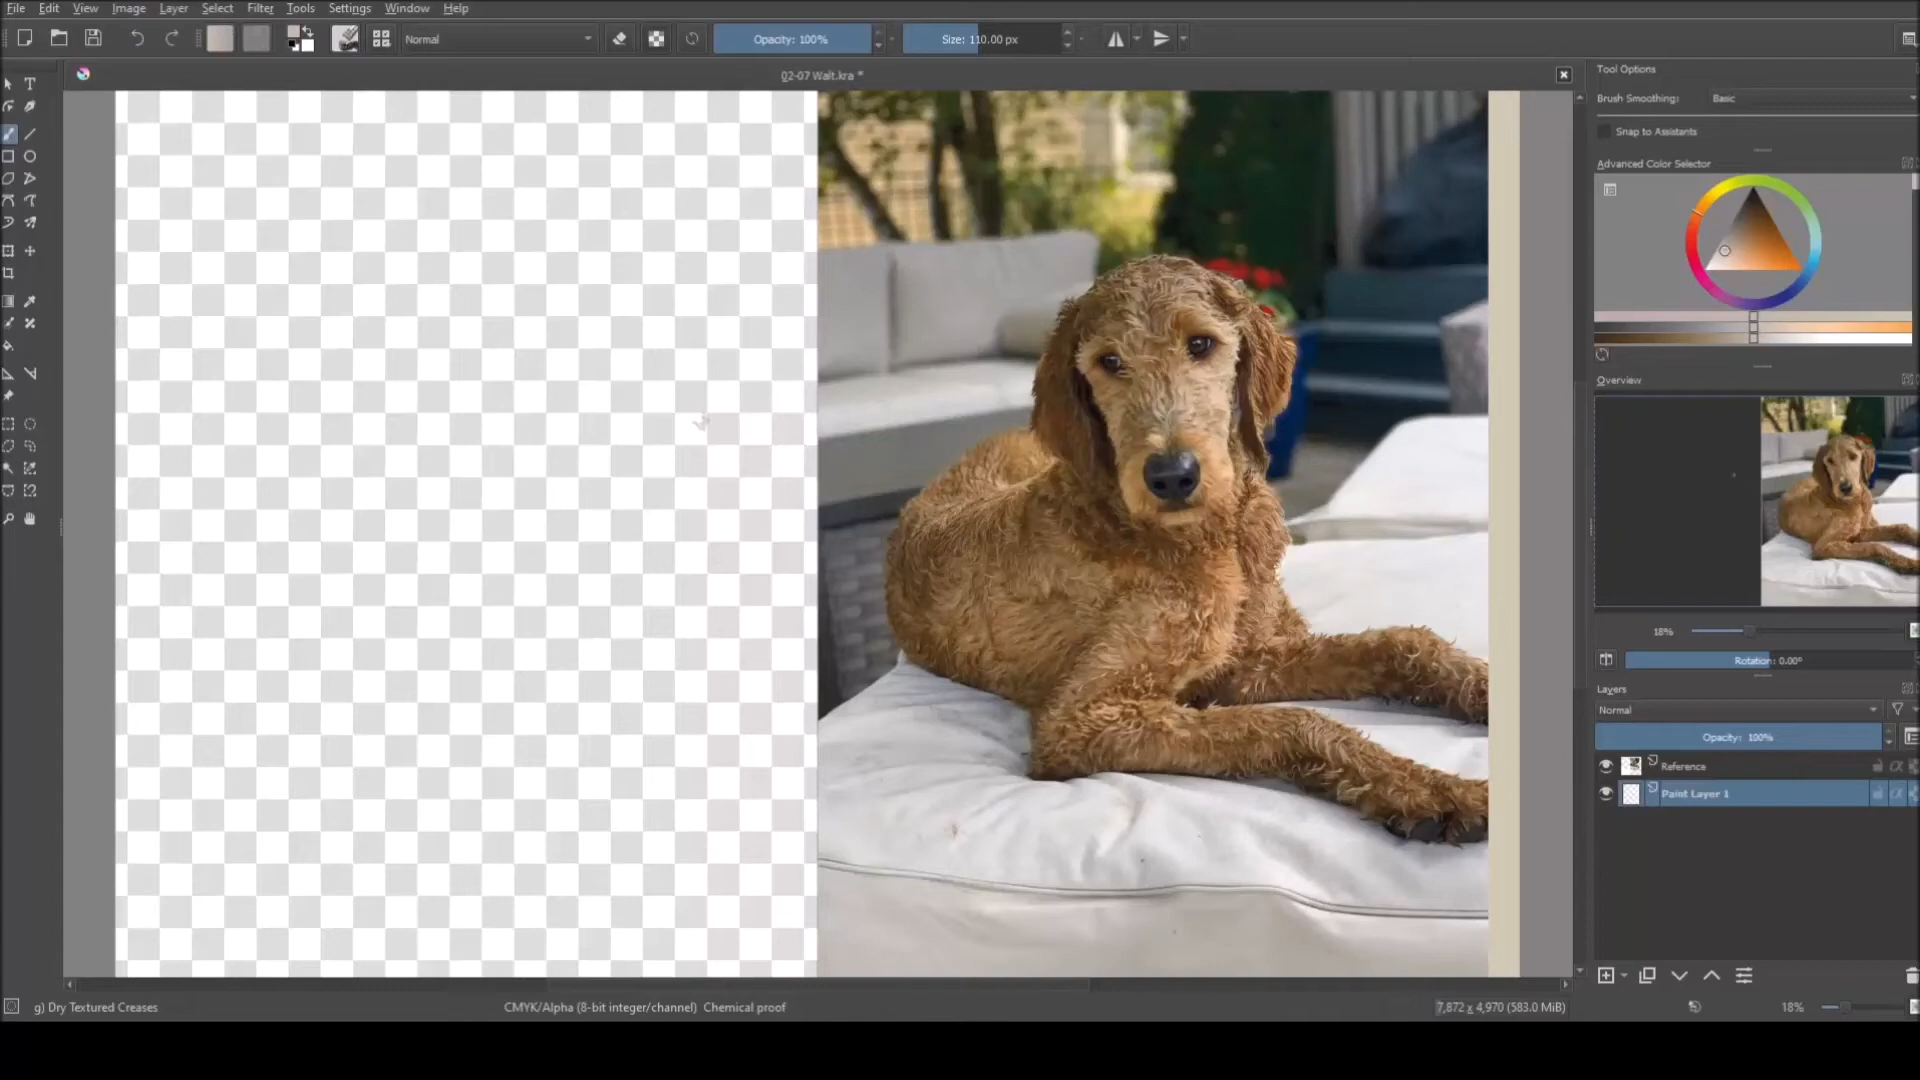 File Edit View Image Layer Select Filter Tools Settings Window Help
Normal
Opacity: 100%
Size: 110.00 px
02-07 Walt.kra *
Tool Options
Brush Smoothing: Basic
Snap to Assistants
Advanced Color Selector
Overview
18%
Rotation: 0.00°
Layers
Normal
Opacity: 100%
Reference
Paint Layer 1
g) Dry Textured Creases
CMYK/Alpha (8-bit integer/channel) Chemical proof
7,872 x 4,970 (583.0 MiB)
18%